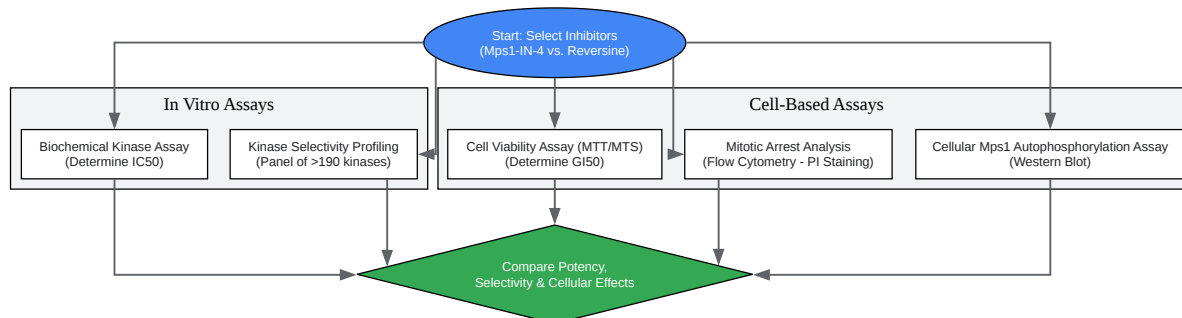 Start: Select Inhibitors
(Mps1-IN-4 vs. Reversine)
In Vitro Assays
Cell-Based Assays
Biochemical Kinase Assay
(Determine IC50)
Kinase Selectivity Profiling
(Panel of >190 kinases)
Cell Viability Assay (MTT/MTS)
(Determine GI50)
Mitotic Arrest Analysis
(Flow Cytometry - PI Staining)
Cellular Mps1 Autophosphorylation Assay
(Western Blot)
Compare Potency,
Selectivity & Cellular Effects